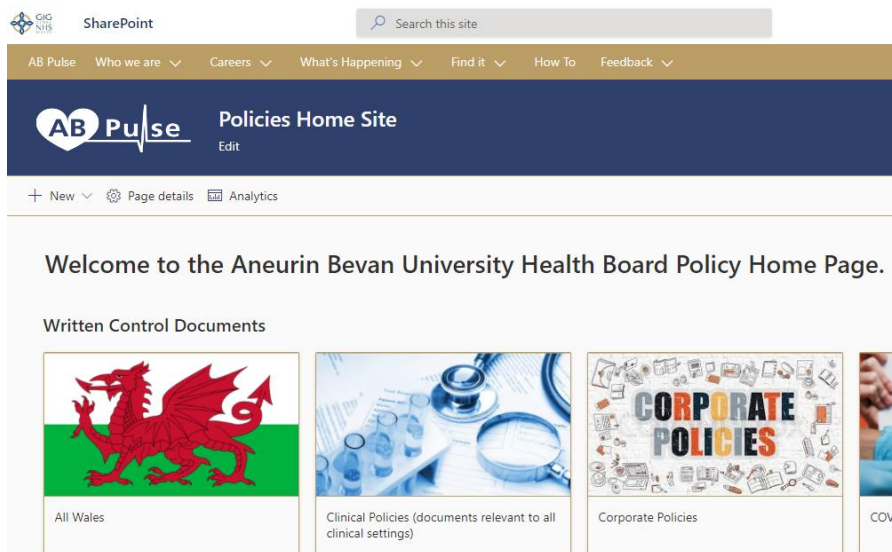 GIG
NHS
SharePoint
Search this site
AB Pulse Who we are Careers What's Happening Find it How To Feedback
AB Pulse
Policies Home Site
Edit
New Page details Analytics
Welcome to the Aneurin Bevan University Health Board Policy Home Page.
Written Control Documents
CORPORATE
POLICIES
All Wales
Clinical Policies (documents relevant to all
clinical settings)
Corporate Policies
COV